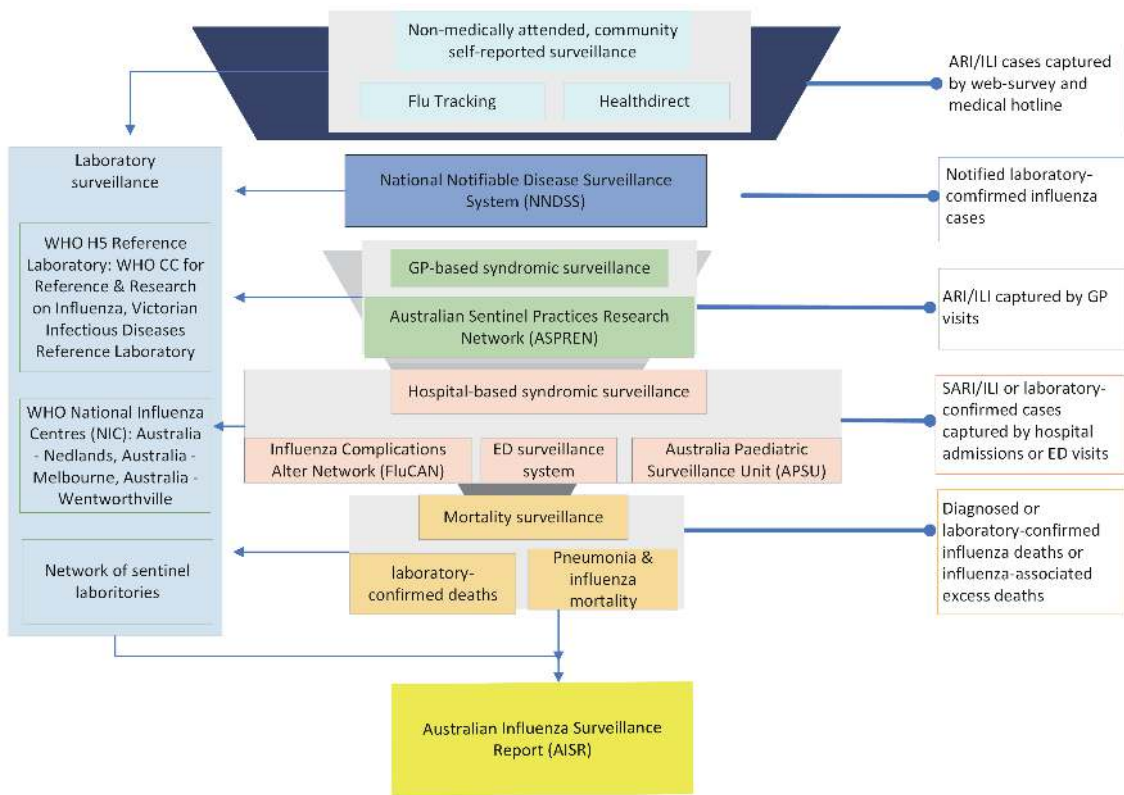 Non-medically attended, community
self-reported surveillance
Flu Tracking
Healthdirect
ARI/ILI cases captured
by web-survey and
medical hotline
Laboratory
surveillance
National Notifiable Disease Surveillance
System (NNDSS)
Notified laboratory-
comfirmed influenza
cases
WHO H5 Reference
Laboratory: WHO CC for
Reference & Research
on Influenza, Victorian
Infectious Diseases
Reference Laboratory
GP-based syndromic surveillance
Australian Sentinel Practices Research
Network (ASPREN)
ARI/ILI captured by GP
visits
Hospital-based syndromic surveillance
Influenza Complications
Alter Network (FluCAN)
ED surveillance
system
Australia Paediatric
Surveillance Unit (APSU)
SARI/ILI or laboratory-
confirmed cases
captured by hospital
admissions or ED visits
WHO National Influenza
Centres (NIC): Australia
- Nedlands, Australia -
Melbourne, Australia -
Wentworthville
Mortality surveillance
laboratory-
confirmed deaths
Pneumonia &
influenza
mortality
Diagnosed or
laboratory-confirmed
influenza deaths or
influenza-associated
excess deaths
Network of sentinel
laboritories
Australian Influenza Surveillance
Report (AISR)